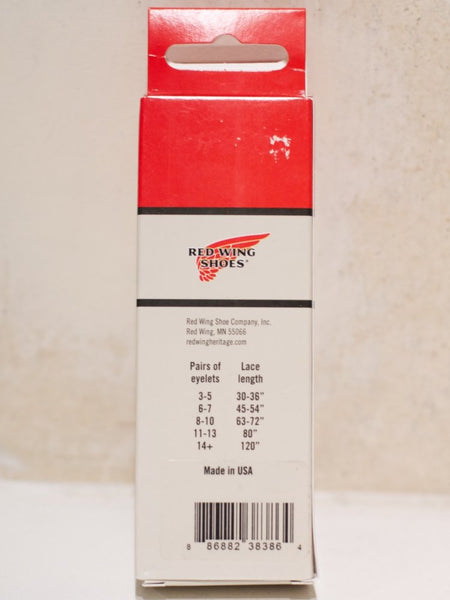 RED WING
SHOES®
Red Wing Shoe Company, Inc.
Red Wing, MN 55066
redwingheritage.com
Pairs of Lace
eyelets length
3-5 30-36"
6-7 45-54"
8-10 63-72"
11-13 80"
14+ 120"
Made in USA
8 86882 38386 4